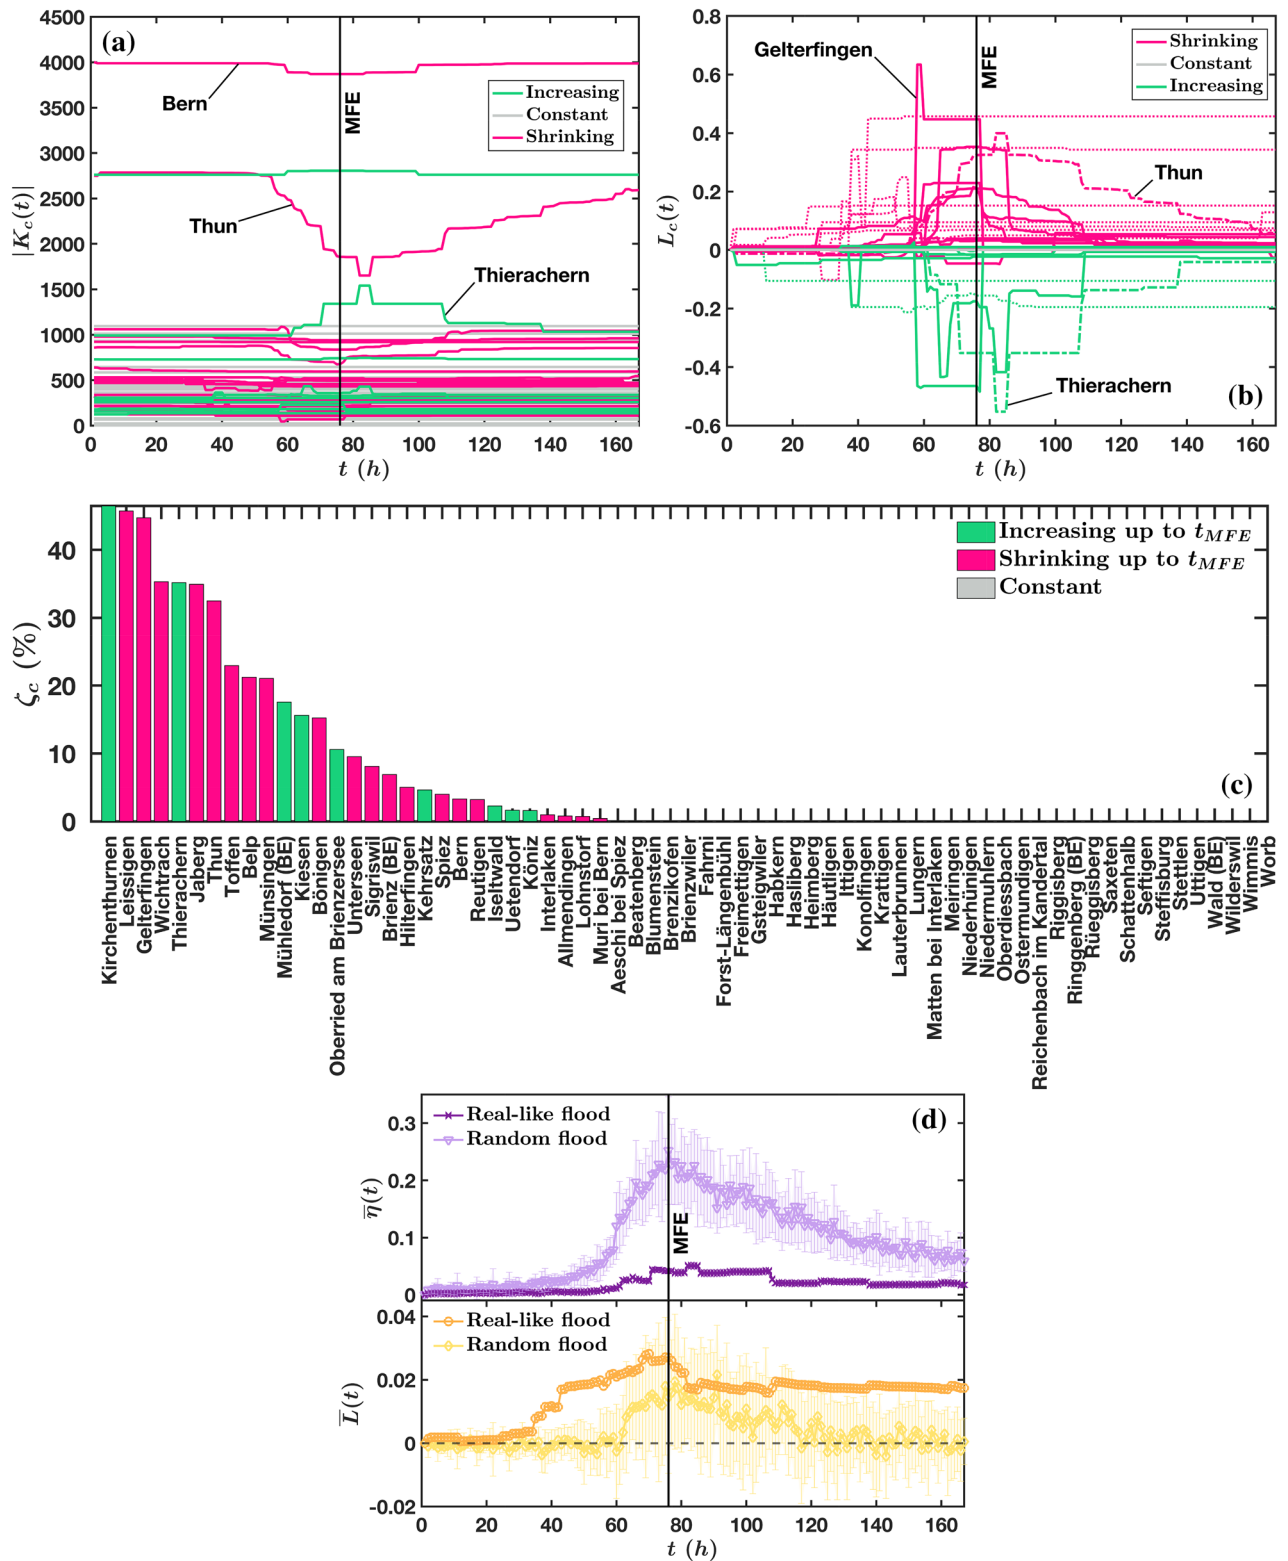 (a)
4500
4000
3500
3000
2500
2000
1500
1000
500
0
|K_c(t)|
Bern
MFE
Increasing
Constant
Shrinking
Thun
Thierachern
0 20 40 60 80 100 120 140 160
t (h)
0.8
0.6
0.4
0.2
0
-0.2
-0.4
-0.6
L_c(t)
Gelterfingen
MFE
Shrinking
Constant
Increasing
Thun
Thierachern
(b)
0 20 40 60 80 100 120 140 160
t (h)
40
30
20
10
0
ζ_c (%)
Increasing up to t_MFE
Shrinking up to t_MFE
Constant
(c)
Kirchenthurnen
Leissigen
Gelterfingen
Wichtrach
Thierachern
Jaberg
Thun
Toffen
Belp
Münsingen
Mühledorf (BE)
Kiesen
Bönigen
Oberried am Brienzersee
Unterseen
Sigriswil
Brienz (BE)
Hilterfingen
Kehrsatz
Spiez
Bern
Reutigen
Iseltwald
Uetendorf
Köniz
Interlaken
Allmendingen
Lohnstorf
Muri bei Bern
Aeschi bei Spiez
Beatenberg
Blumenstein
Brenzikofen
Brienzwiler
Fahrni
Forst-Längenbühl
Freimettigen
Gsteigwiler
Habkern
Hasliberg
Heimberg
Häutligen
Ittigen
Konolfingen
Krattigen
Lauterbrunnen
Lungern
Matten bei Interlaken
Meiringen
Niederhünigen
Niedermuhlern
Oberdiessbach
Ostermundigen
Reichenbach im Kandertal
Riggisberg
Ringgenberg (BE)
Rüeggisberg
Saxeten
Schattenhalb
Seftigen
Steffisburg
Stettlen
Uttigen
Wald (BE)
Wilderswil
Wimmis
Worb
Real-like flood
Random flood
(d)
0.3
0.2
0.1
0
η̅(t)
MFE
Real-like flood
Random flood
0.04
0.02
0
-0.02
L̅(t)
0 20 40 60 80 100 120 140 160
t (h)